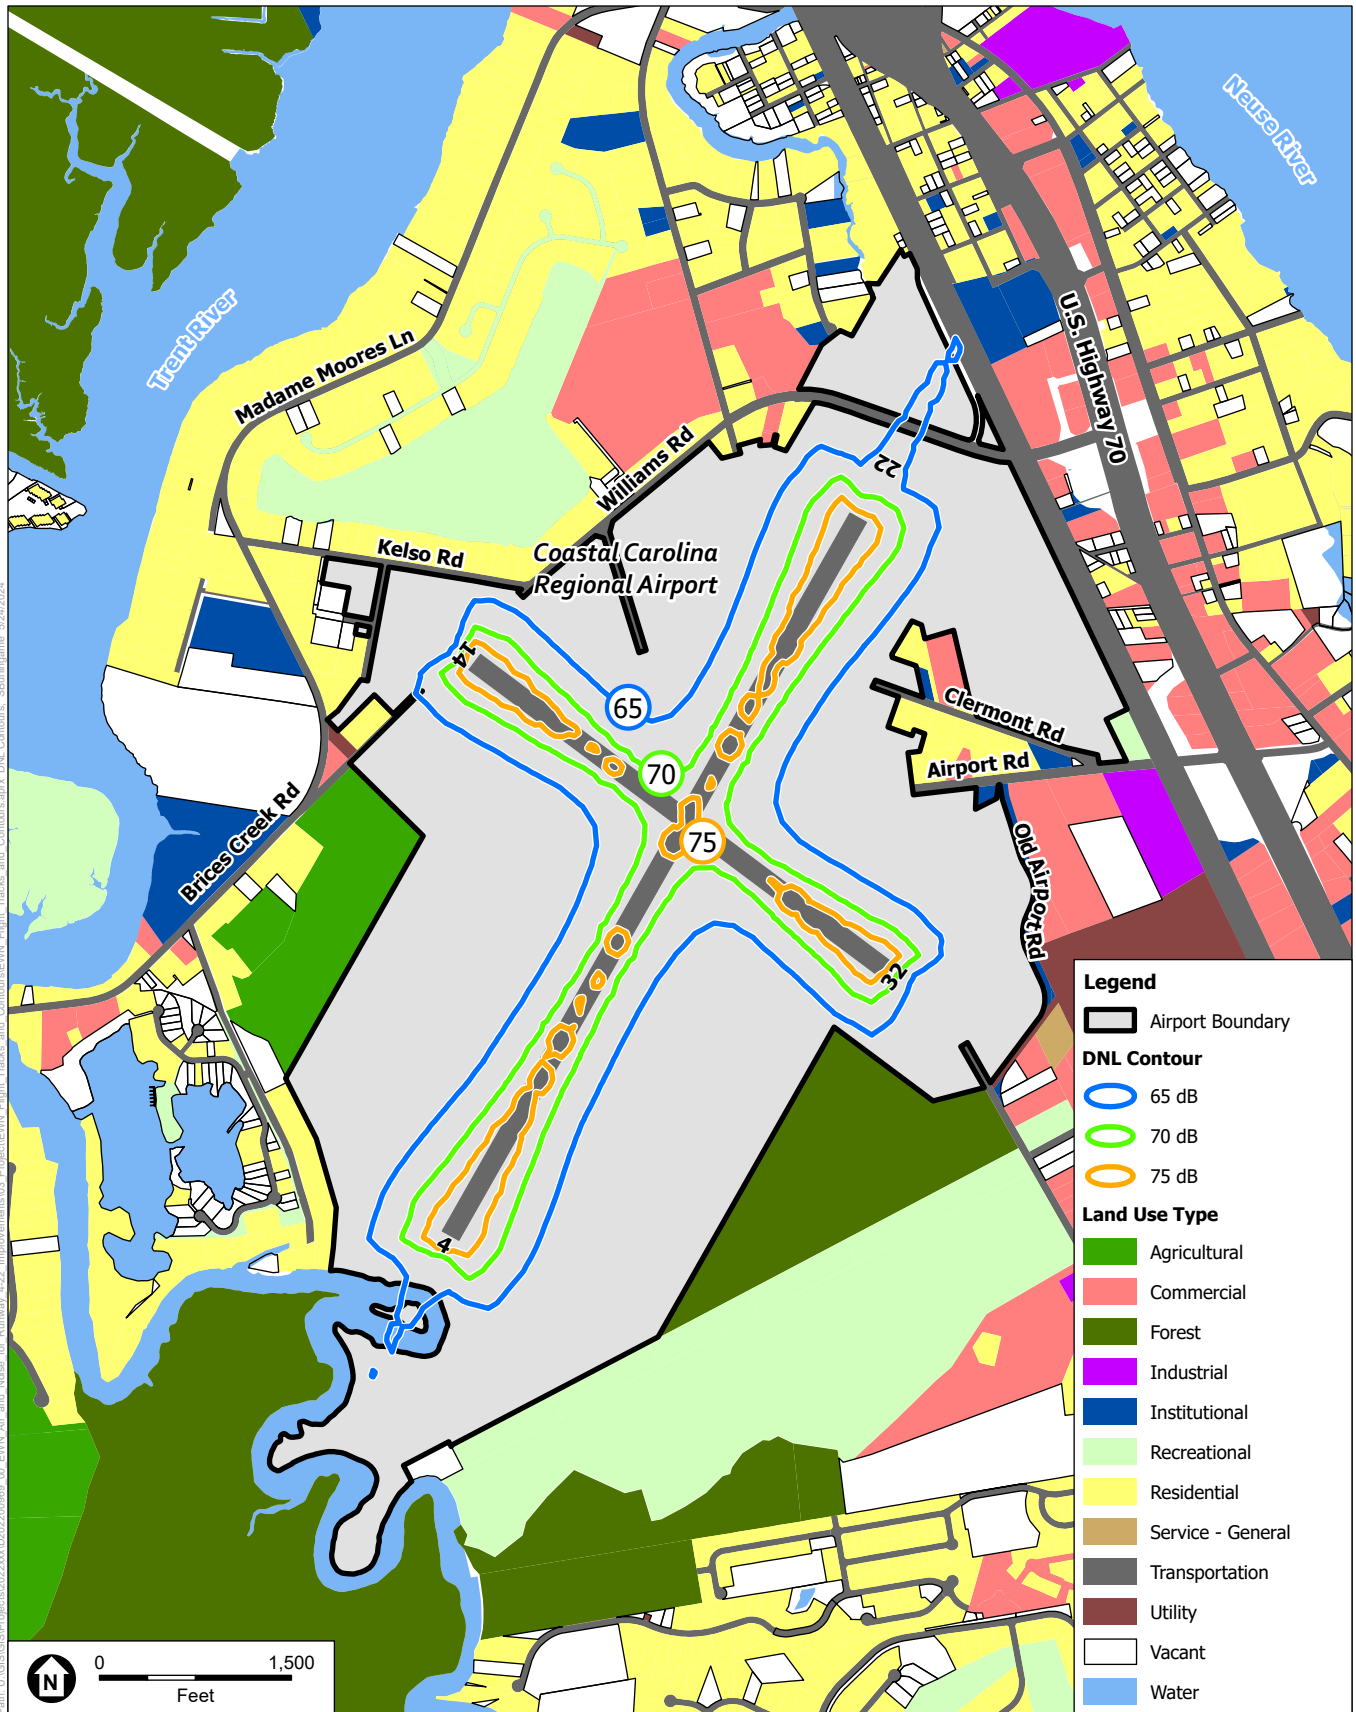 Neuse River
Trent River
Madame Moores Ln
U.S. Highway 70
Williams Rd
Kelso Rd
Coastal Carolina
Regional Airport
22
14
65
70
75
Clermont Rd
Airport Rd
Old Airport Rd
Brices Creek Rd
32
4
Legend
Airport Boundary
DNL Contour
65 dB
70 dB
75 dB
Land Use Type
Agricultural
Commercial
Forest
Industrial
Institutional
Recreational
Residential
Service - General
Transportation
Utility
Vacant
Water
N
0 1,500
Feet